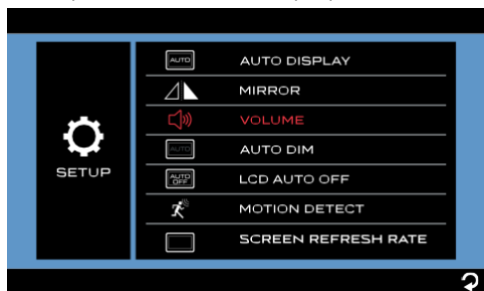 AUTO
AUTO DISPLAY
MIRROR
VOLUME
AUTO
AUTO DIM
SETUP
AUTO
OFF
LCD AUTO OFF
MOTION DETECT
SCREEN REFRESH RATE